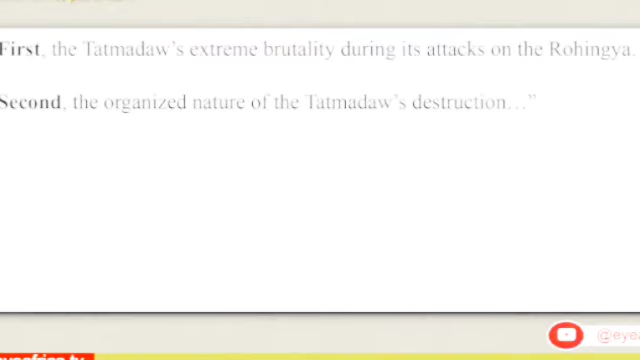 First, the Tatmadaw's extreme brutality during its attacks on the Rohingya.
Second, the organized nature of the Tatmadaw's destruction…"
@eye